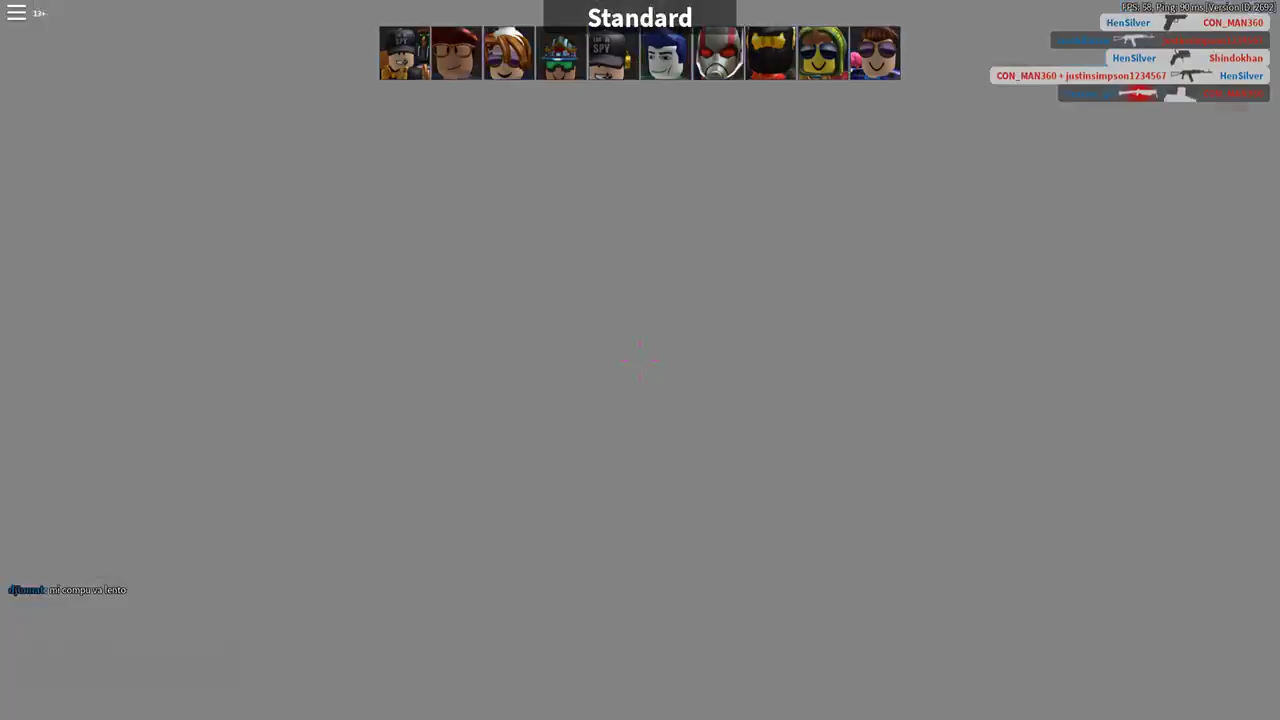 13+
Standard
FPS: 58, Ping: 90 ms [Version ID: 2692
HenSilver CON_MAN360
HenSilver Shindokhan
CON_MAN360 + justinsimpson1234567 HenSilver
mi compu va lento